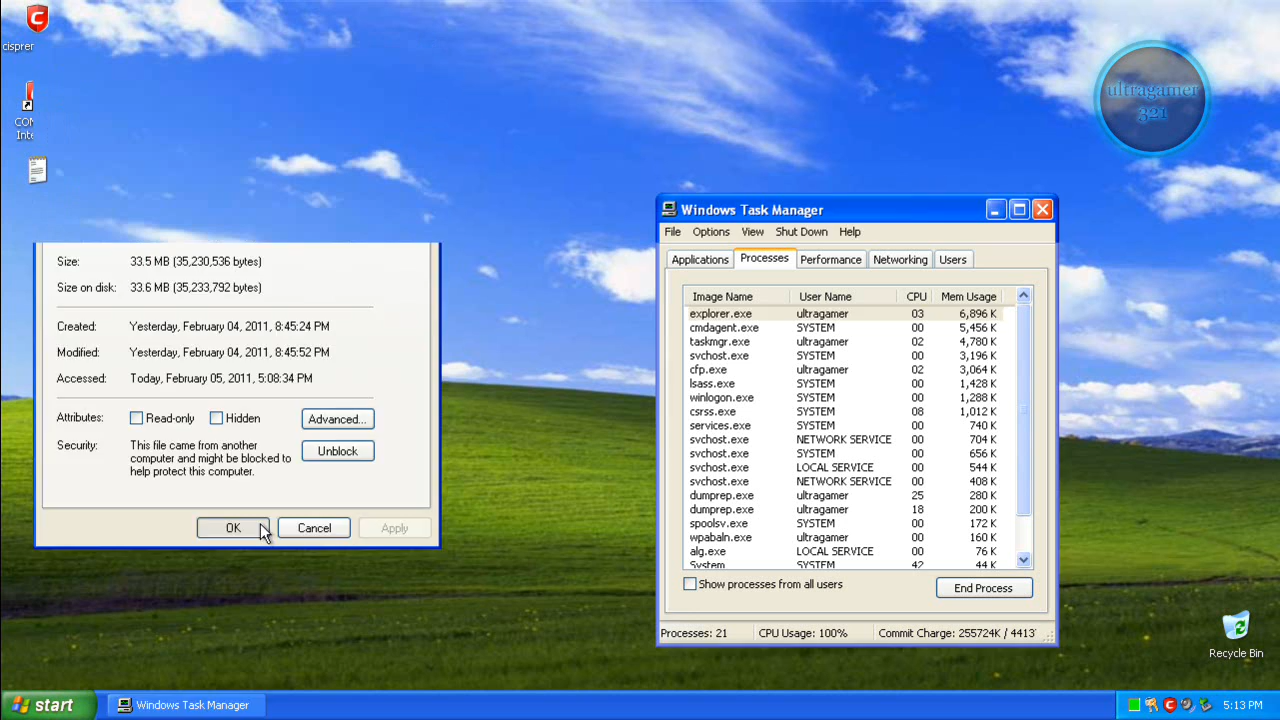 cispren
COM
Inte
ultragamer
321
Size: 33.5 MB (35,230,536 bytes)
Size on disk: 33.6 MB (35,233,792 bytes)
Created: Yesterday, February 04, 2011, 8:45:24 PM
Modified: Yesterday, February 04, 2011, 8:45:52 PM
Accessed: Today, February 05, 2011, 5:08:34 PM
Attributes: Read-only Hidden Advanced...
Security: This file came from another
computer and might be blocked to
help protect this computer.
Unblock
OK Cancel Apply
Windows Task Manager
File Options View Shut Down Help
Applications Processes Performance Networking Users
Image Name User Name CPU Mem Usage
explorer.exe ultragamer 03 6,896 K
cmdagent.exe SYSTEM 00 5,456 K
taskmgr.exe ultragamer 02 4,780 K
svchost.exe SYSTEM 00 3,196 K
cfp.exe ultragamer 02 3,064 K
lsass.exe SYSTEM 00 1,428 K
winlogon.exe SYSTEM 00 1,288 K
csrss.exe SYSTEM 08 1,012 K
services.exe SYSTEM 00 740 K
svchost.exe NETWORK SERVICE 00 704 K
svchost.exe SYSTEM 00 656 K
svchost.exe LOCAL SERVICE 00 544 K
svchost.exe NETWORK SERVICE 00 408 K
dumprep.exe ultragamer 25 280 K
dumprep.exe ultragamer 18 200 K
spoolsv.exe SYSTEM 00 172 K
wpabaln.exe ultragamer 00 160 K
alg.exe LOCAL SERVICE 00 76 K
System SYSTEM 42 44 K
Show processes from all users End Process
Processes: 21 CPU Usage: 100% Commit Charge: 255724K / 4413
Recycle Bin
start Windows Task Manager 5:13 PM